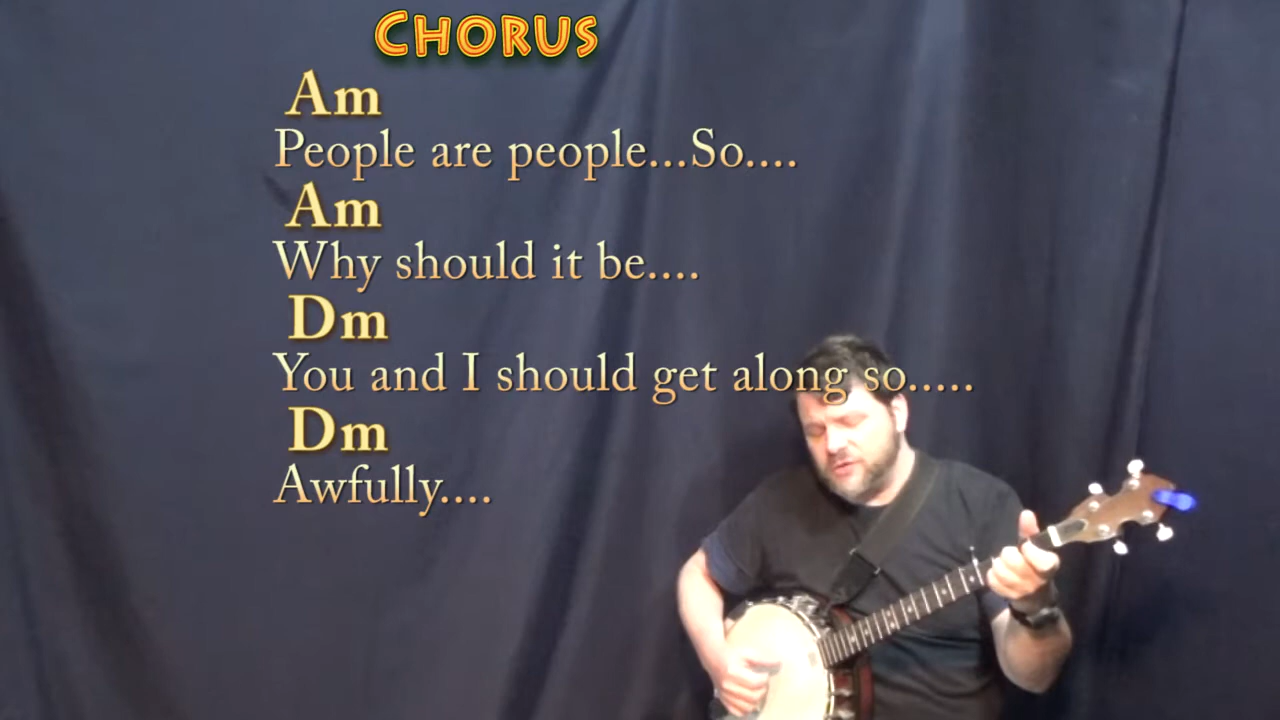 CHORUS
Am
People are people...So....
Am
Why should it be....
Dm
You and I should get along so.....
Dm
Awfully....